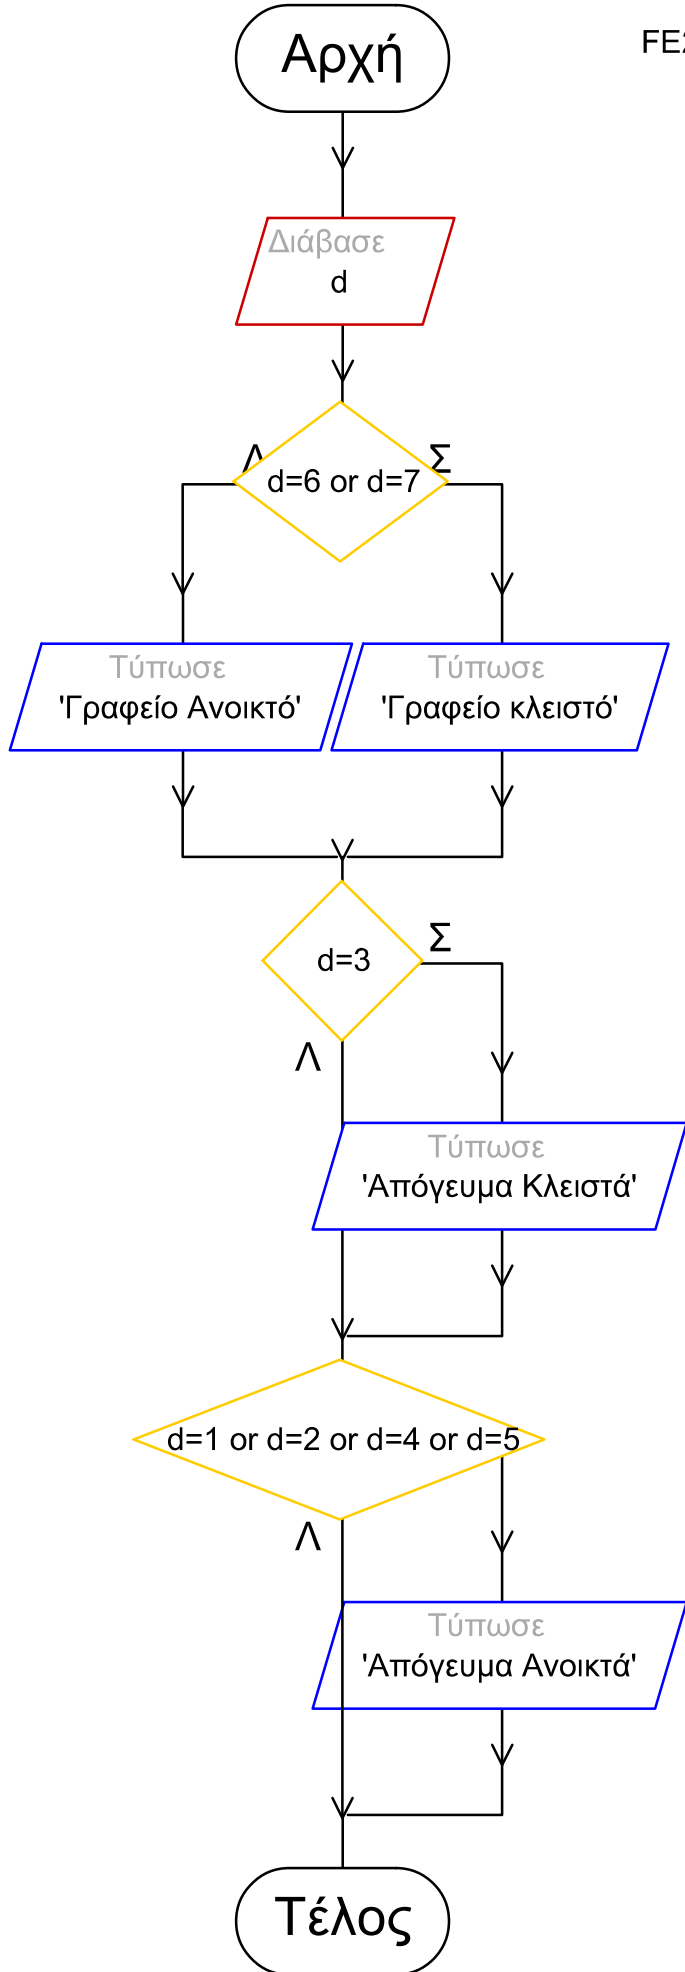 Αρχή
FE2
Διάβασε
d
Λ
Σ
d=6 or d=7
Τύπωσε
'Γραφείο Ανοικτό'
Τύπωσε
'Γραφείο κλειστό'
Σ
d=3
Λ
Τύπωσε
'Απόγευμα Κλειστά'
d=1 or d=2 or d=4 or d=5
Λ
Τύπωσε
'Απόγευμα Ανοικτά'
Τέλος